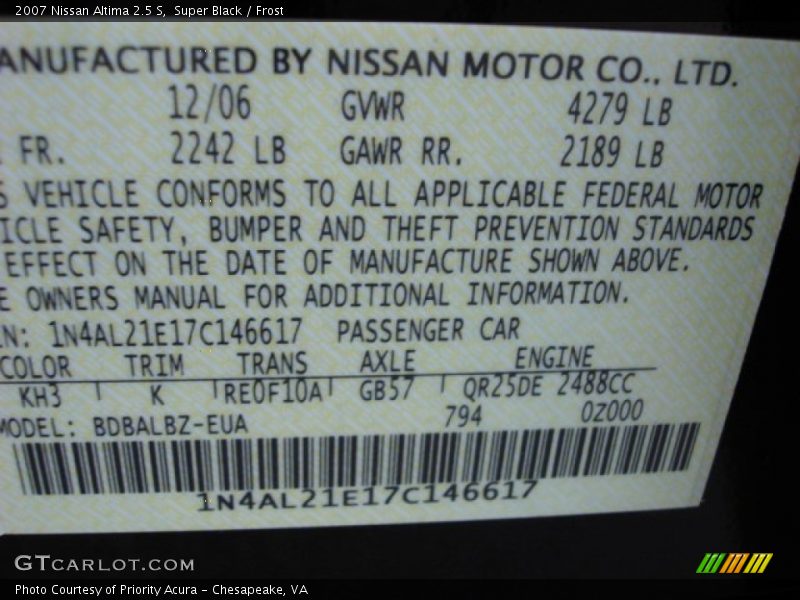 2007 Nissan Altima 2.5 S, Super Black / Frost
ANUFACTURED BY NISSAN MOTOR CO., LTD.
12/06 GVWR 4279 LB
FR. 2242 LB GAWR RR. 2189 LB
S VEHICLE CONFORMS TO ALL APPLICABLE FEDERAL MOTOR
ICLE SAFETY, BUMPER AND THEFT PREVENTION STANDARDS
EFFECT ON THE DATE OF MANUFACTURE SHOWN ABOVE.
E OWNERS MANUAL FOR ADDITIONAL INFORMATION.
IN: 1N4AL21E17C146617 PASSENGER CAR
COLOR TRIM TRANS AXLE ENGINE
KH3 K RE0F10A GB57 QR25DE 2488CC
MODEL: BDBALBZ-EUA 794 0Z000
1N4AL21E17C146617
GTCARLOT.COM
Photo Courtesy of Priority Acura - Chesapeake, VA